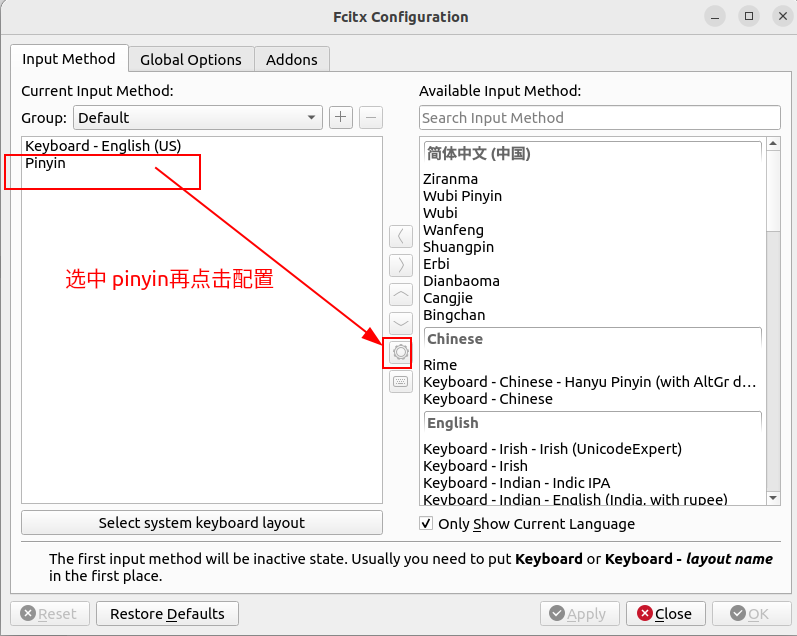 Fcitx Configuration
Input Method
Global Options
Addons
Current Input Method:
Group: Default
Keyboard - English (US)
Pinyin
选中 pinyin再点击配置
Select system keyboard layout
Available Input Method:
Search Input Method
简体中文 (中国)
Ziranma
Wubi Pinyin
Wubi
Wanfeng
Shuangpin
Erbi
Dianbaoma
Cangjie
Bingchan
Chinese
Rime
Keyboard - Chinese - Hanyu Pinyin (with AltGr d...
Keyboard - Chinese
English
Keyboard - Irish - Irish (UnicodeExpert)
Keyboard - Irish
Keyboard - Indian - Indic IPA
Keyboard - Indian - English (India, with rupee)
Only Show Current Language
The first input method will be inactive state. Usually you need to put Keyboard or Keyboard - layout name
in the first place.
Reset
Restore Defaults
Apply
Close
OK